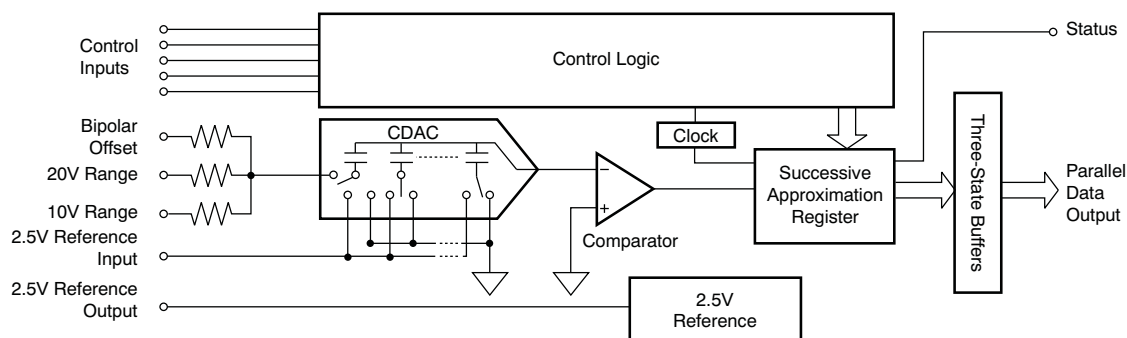 Control
Inputs
Control Logic
Status
Bipolar
Offset
20V Range
10V Range
2.5V Reference
Input
2.5V Reference
Output
CDAC
Clock
Comparator
Successive
Approximation
Register
Three-State Buffers
Parallel
Data
Output
2.5V
Reference